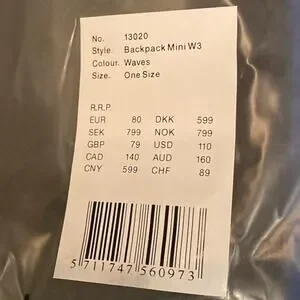 No. 13020
Style. Backpack Mini W3
Colour. Waves
Size. One Size
R.R.P.
EUR 80 DKK 599
SEK 799 NOK 799
GBP 79 USD 110
CAD 140 AUD 160
CNY 599 CHF 89
5 711747 560973